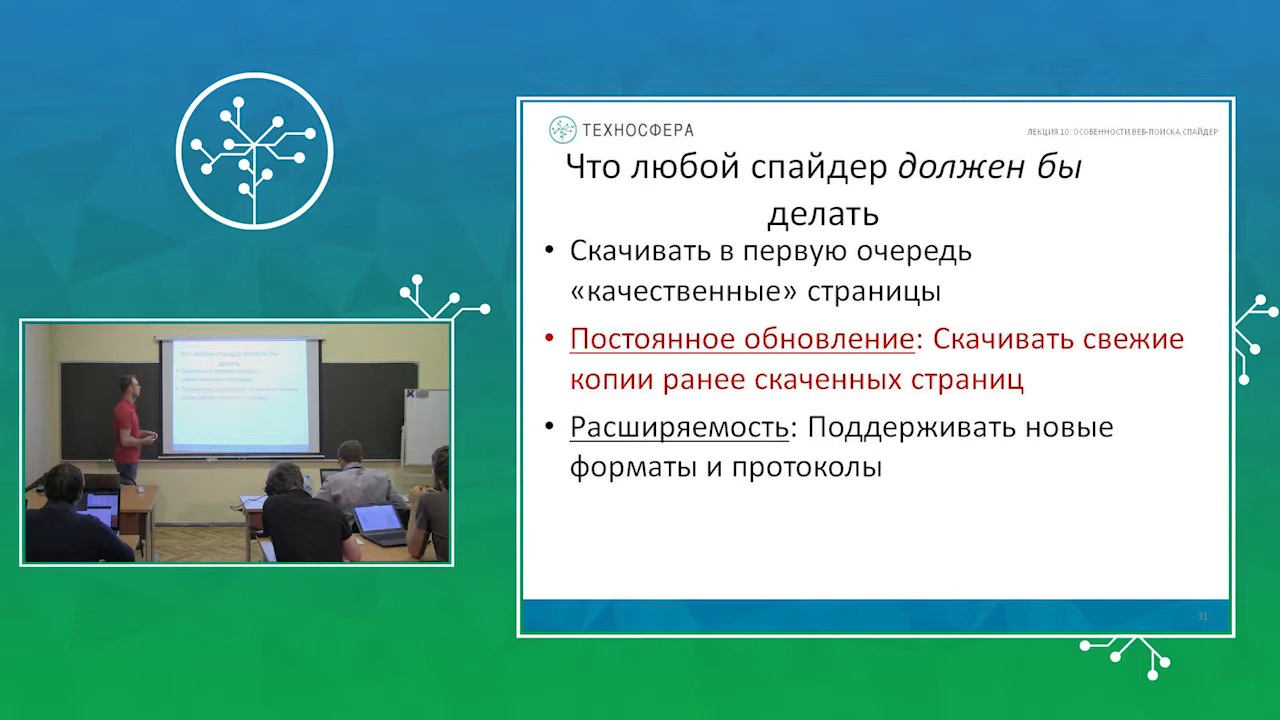 ТЕХНОСФЕРА
ЛЕКЦИЯ 10: ОСОБЕННОСТИ ВЕБ-ПОИСКА.СПАЙДЕР
Что любой спайдер должен бы
делать
• Скачивать в первую очередь
«качественные» страницы
• Постоянное обновление: Скачивать свежие
копии ранее скаченных страниц
• Расширяемость: Поддерживать новые
форматы и протоколы
31